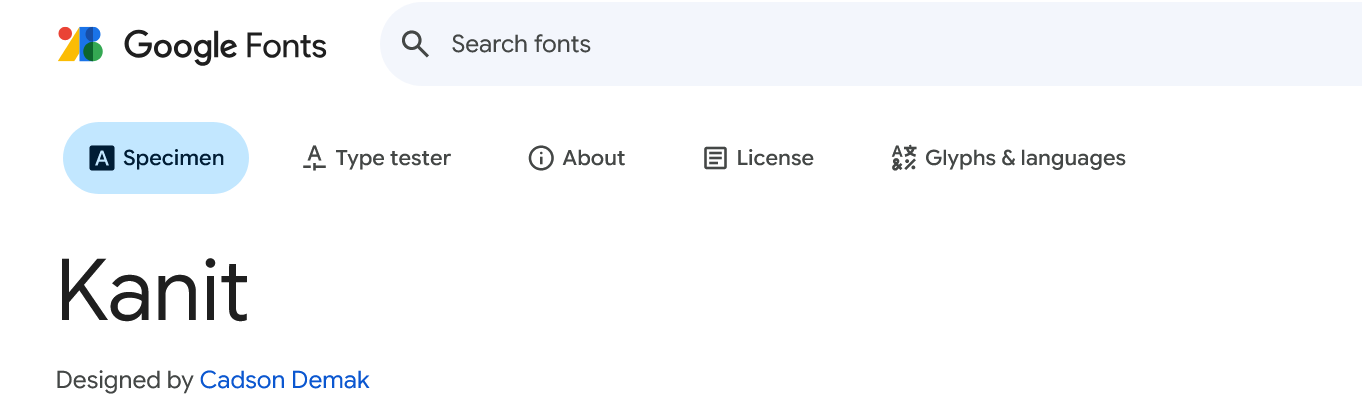 Google Fonts
Search fonts
Specimen
Type tester
About
License
Glyphs & languages
Kanit
Designed by Cadson Demak